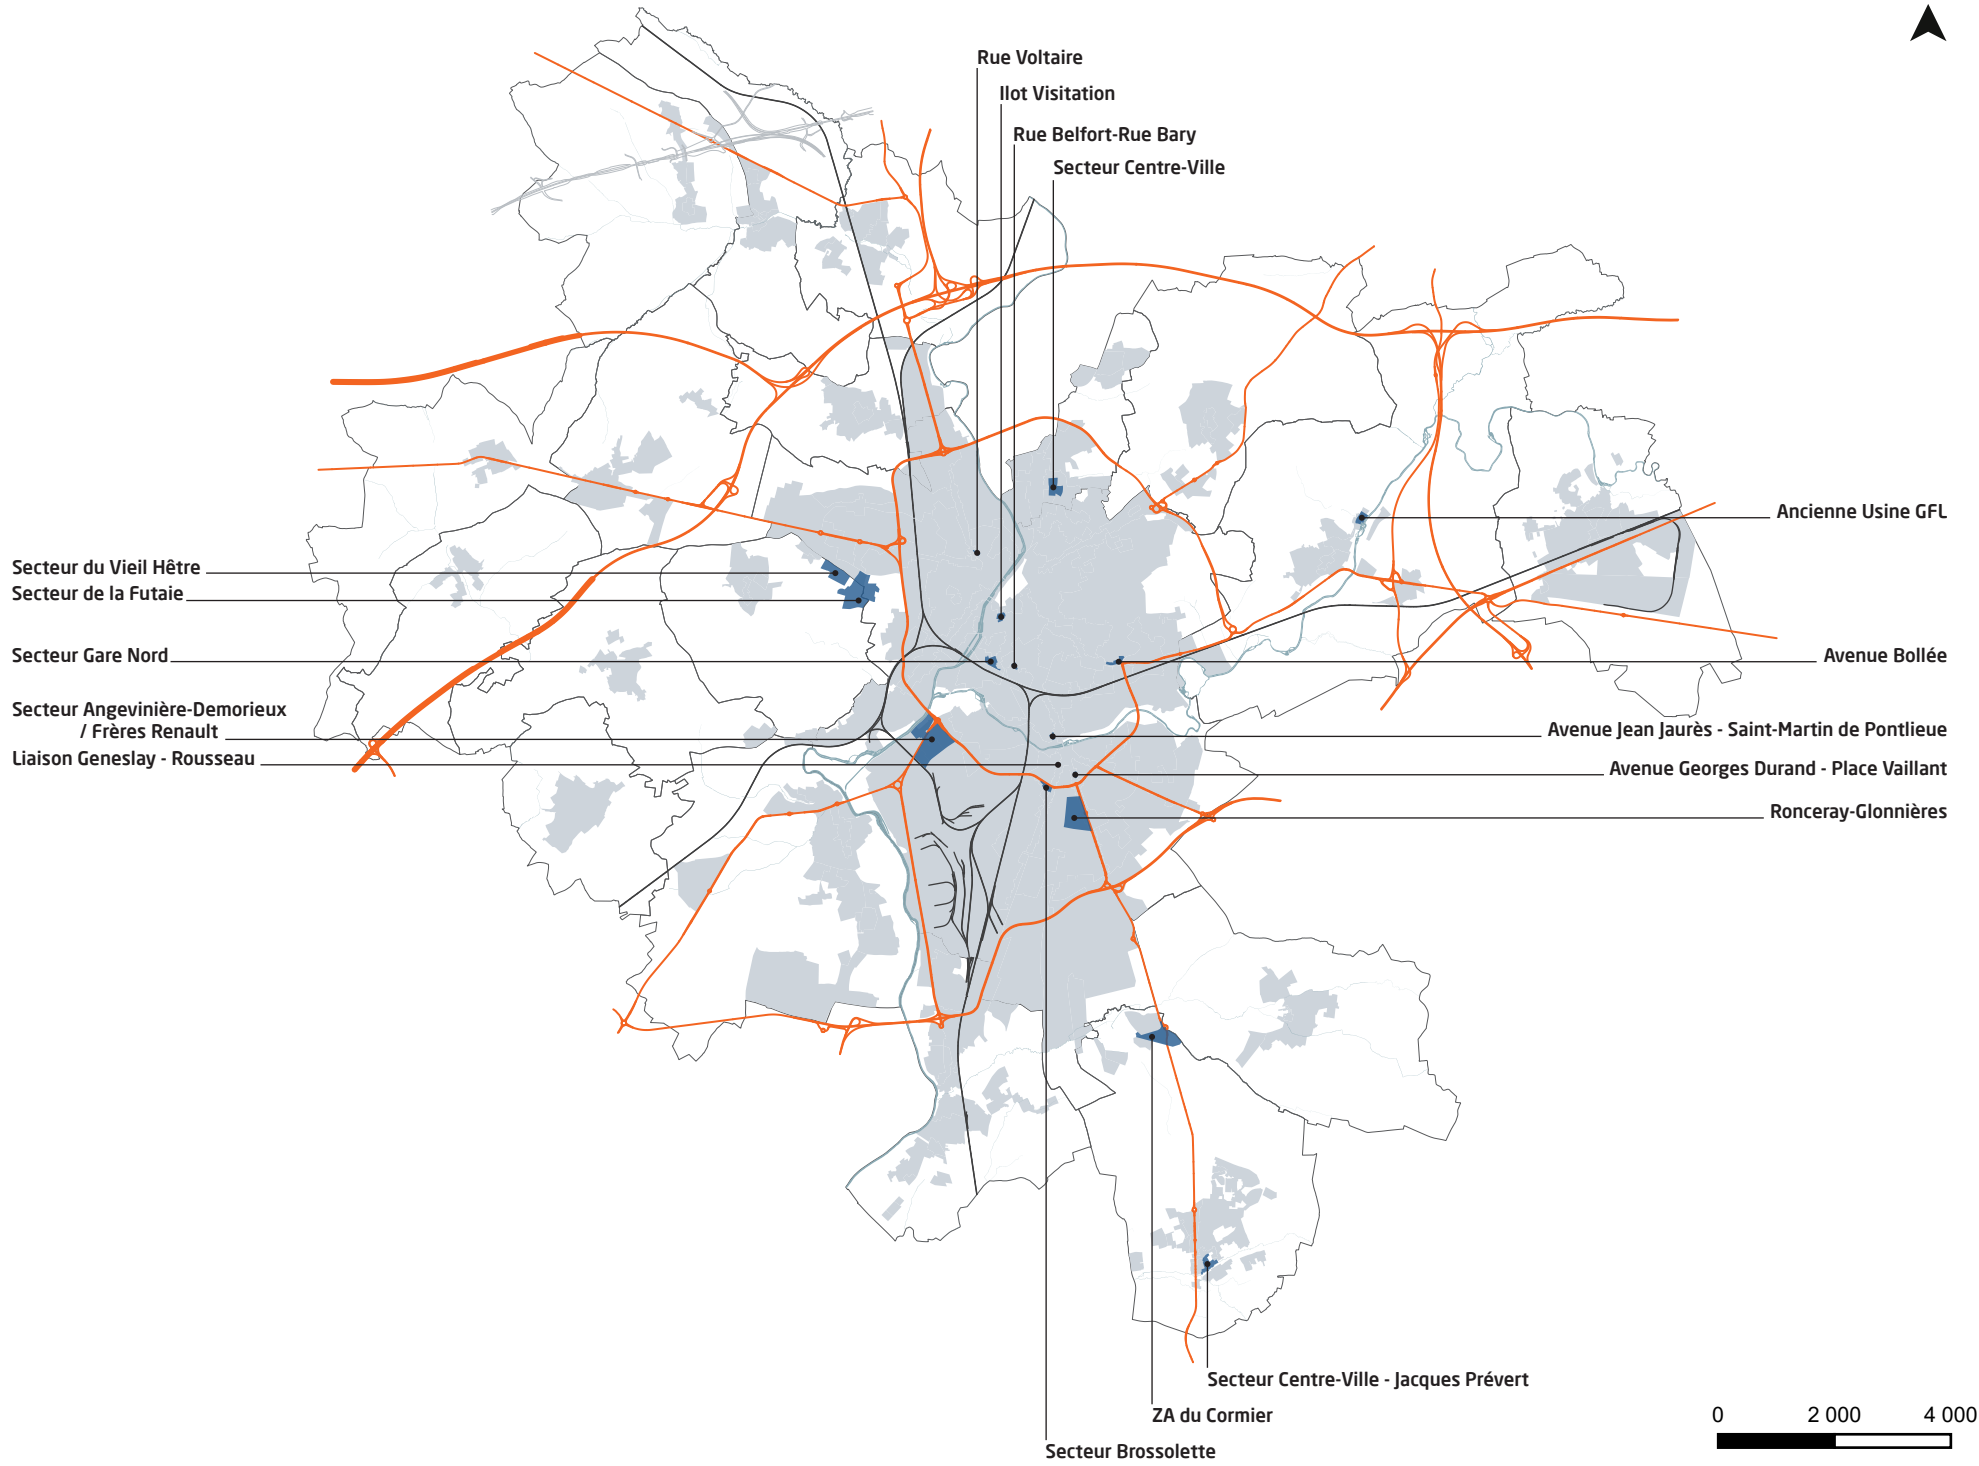 Rue Voltaire
Ilot Visitation
Rue Belfort-Rue Bary
Secteur Centre-Ville
Ancienne Usine GFL
Secteur du Vieil Hêtre
Secteur de la Futaie
Secteur Gare Nord
Avenue Bollée
Secteur Angevinière-Demorieux
/ Frères Renault
Liaison Geneslay - Rousseau
Avenue Jean Jaurès - Saint-Martin de Pontlieue
Avenue Georges Durand - Place Vaillant
Ronceray-Glonnières
Secteur Centre-Ville - Jacques Prévert
ZA du Cormier
Secteur Brossolette
0 2 000 4 000